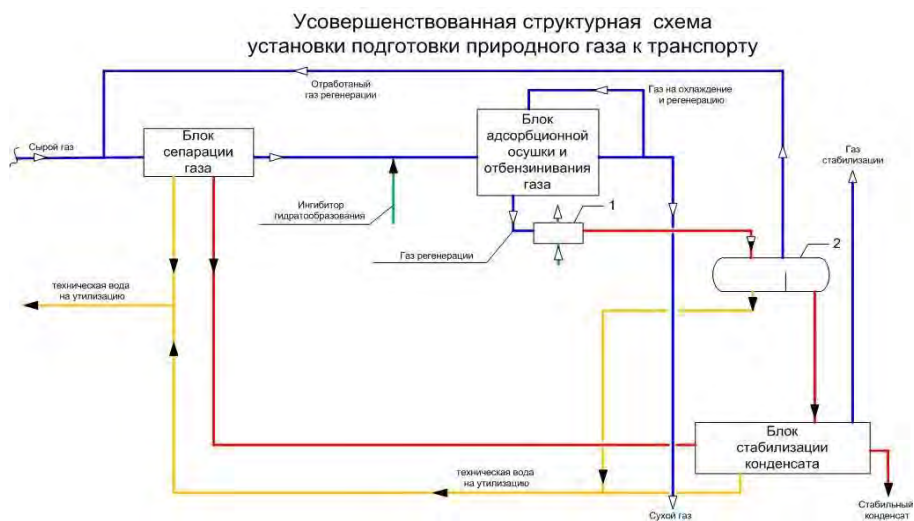 Усовершенствованная структурная схема
установки подготовки природного газа к транспорту
Отработаный
газ регенерации
Газ на охлаждение
и регенерацию
Сырой газ
Блок
сепарации
газа
Блок
адсорбционной
осушки и
отбензинивания
газа
Газ
стабилизации
Ингибитор
гидратообразования
1
Газ регенерации
2
техническая вода
на утилизацию
Блок
стабилизации
конденсата
техническая вода
на утилизацию
Сухой газ
Стабильный
конденсат